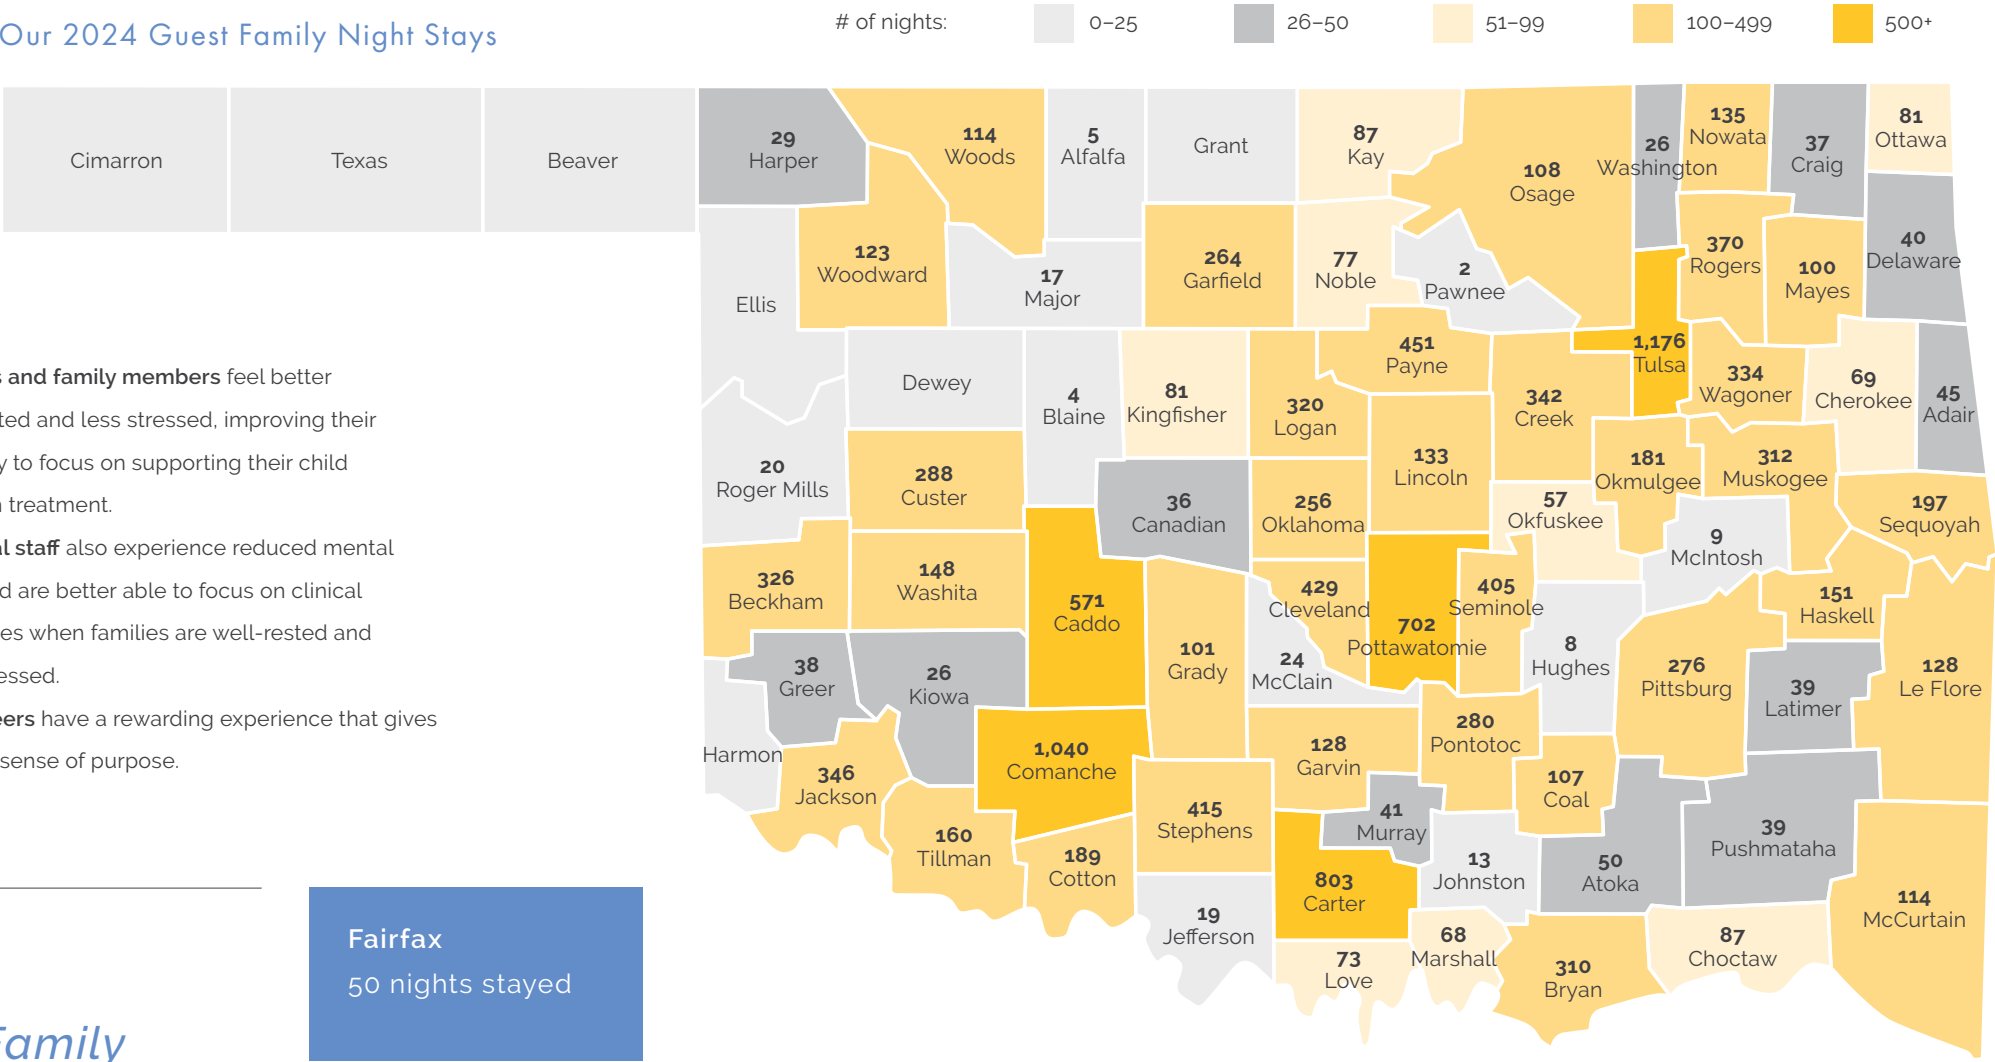 Our 2024 Guest Family Night Stays
# of nights:
0–25
26–50
51–99
100–499
500+
Cimarron
Texas
Beaver
29
Harper
114
Woods
5
Alfalfa
Grant
87
Kay
108
Osage
26
Washington
135
Nowata
37
Craig
81
Ottawa
Ellis
123
Woodward
17
Major
264
Garfield
77
Noble
2
Pawnee
370
Rogers
100
Mayes
40
Delaware
Dewey
4
Blaine
81
Kingfisher
320
Logan
451
Payne
342
Creek
1,176
Tulsa
334
Wagoner
69
Cherokee
45
Adair
20
Roger Mills
288
Custer
36
Canadian
256
Oklahoma
133
Lincoln
57
Okfuskee
181
Okmulgee
312
Muskogee
9
McIntosh
197
Sequoyah
326
Beckham
148
Washita
571
Caddo
101
Grady
429
Cleveland
24
McClain
702
Pottawatomie
405
Seminole
8
Hughes
276
Pittsburg
151
Haskell
39
Latimer
128
Le Flore
Harmon
38
Greer
26
Kiowa
346
Jackson
1,040
Comanche
128
Garvin
280
Pontotoc
107
Coal
160
Tillman
189
Cotton
415
Stephens
41
Murray
803
Carter
13
Johnston
50
Atoka
39
Pushmataha
114
McCurtain
19
Jefferson
73
Love
68
Marshall
310
Bryan
87
Choctaw
s and family members feel better
ted and less stressed, improving their
y to focus on supporting their child
n treatment.
al staff also experience reduced mental
d are better able to focus on clinical
es when families are well-rested and
essed.
eers have a rewarding experience that gives
sense of purpose.
Fairfax
50 nights stayed
Family